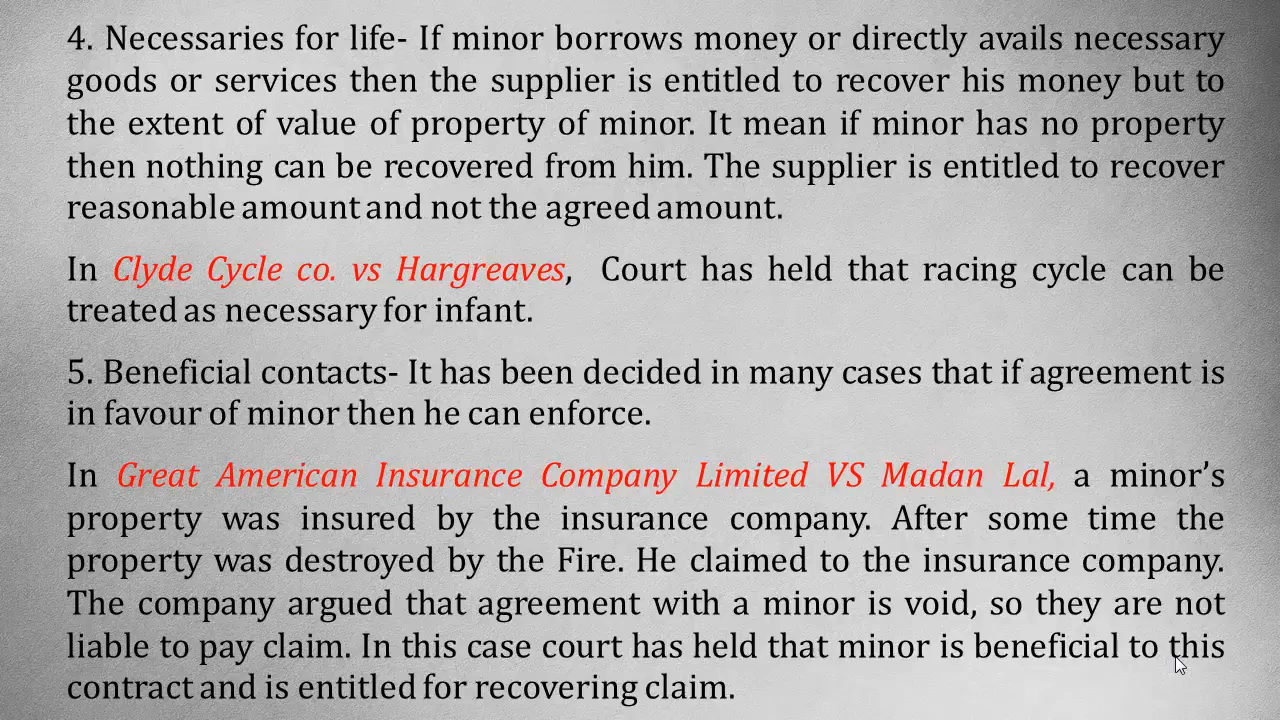 4. Necessaries for life- If minor borrows money or directly avails necessary
goods or services then the supplier is entitled to recover his money but to
the extent of value of property of minor. It mean if minor has no property
then nothing can be recovered from him. The supplier is entitled to recover
reasonable amount and not the agreed amount.
In Clyde Cycle co. vs Hargreaves, Court has held that racing cycle can be
treated as necessary for infant.
5. Beneficial contacts- It has been decided in many cases that if agreement is
in favour of minor then he can enforce.
In Great American Insurance Company Limited VS Madan Lal, a minor’s
property was insured by the insurance company. After some time the
property was destroyed by the Fire. He claimed to the insurance company.
The company argued that agreement with a minor is void, so they are not
liable to pay claim. In this case court has held that minor is beneficial to this
contract and is entitled for recovering claim.